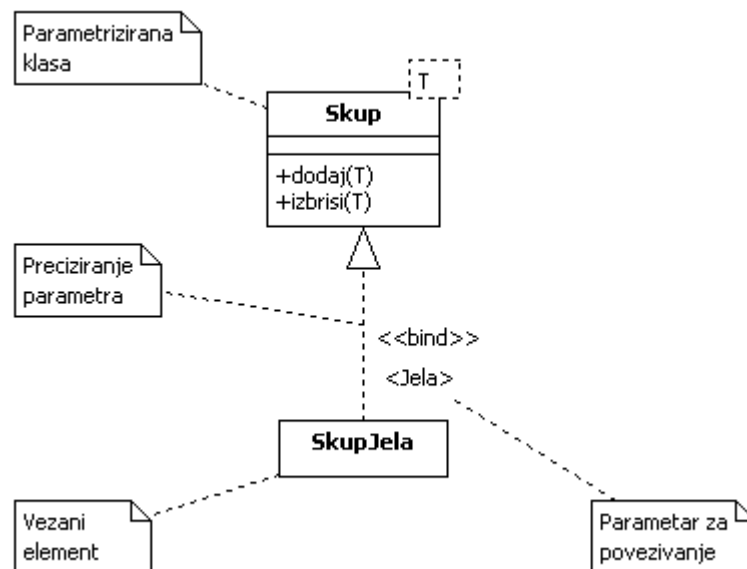 Parametrizirana
klasa
T
Skup
+dodaj(T)
+izbrisi(T)
Preciziranje
parametra
<<bind>>
<Jela>
SkupJela
Vezani
element
Parametar za
povezivanje